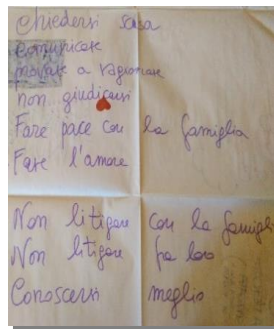 Chiedersi scusa
Comunicare
provare a ragionare
non giudicarsi
Fare pace con la famiglia
Fare l'amore
Non litigare con la famiglia
Non litigare fra loro
Conoscersi meglio